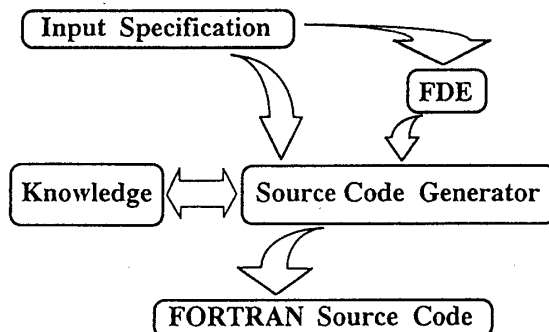 Input Specification
FDE
Knowledge
Source Code Generator
FORTRAN Source Code